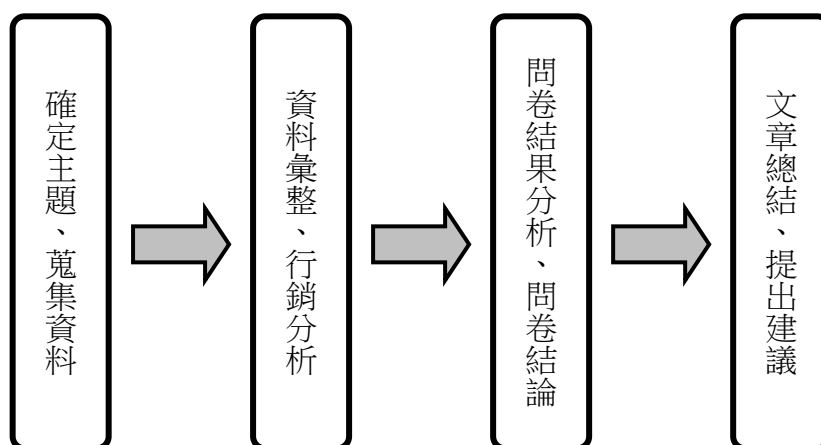 確定主題、蒐集資料
資料彙整、行銷分析
問卷結果分析、問卷結論
文章總結、提出建議